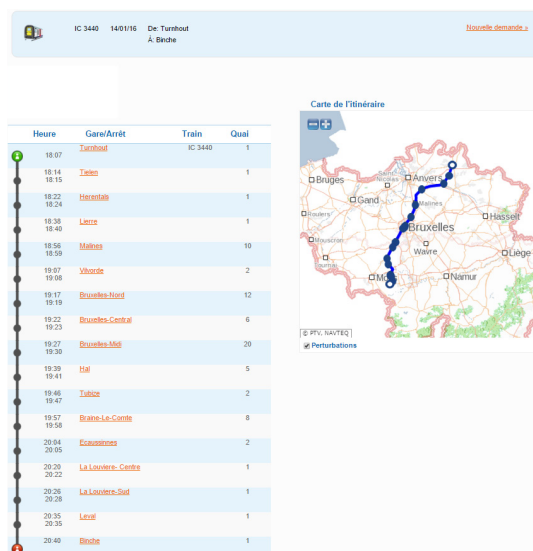 IC 3440 14/01/16 De: Turnhout Nouvelle demande »
À: Binche
Carte de l'itinéraire
Heure Gare/Arrêt Train Quai
18:07 Turnhout IC 3440 1
18:14 Tielen 1
18:15
18:22 Herentals 1
18:24
18:38 Lierre 1
18:40
18:56 Malines 10
18:59
19:07 Vilvorde 2
19:08
19:17 Bruxelles-Nord 12
19:19
19:22 Bruxelles-Central 6
19:23
19:27 Bruxelles-Midi 20
19:30
19:39 Hal 5
19:41
19:46 Tubize 2
19:47
19:57 Braine-Le-Comte 8
19:58
20:04 Ecaussinnes 2
20:05
20:20 La Louviere- Centre 1
20:22
20:26 La Louviere-Sud 1
20:28
20:35 Leval 1
20:35
20:40 Binche 1
Bruges
Saint-
Nicolas
Anvers
Gand
Malines
Roulers
Hasselt
Bruxelles
Mouscron
Wavre
Liège
Tournai
Mons
Namur
© PTV, NAVTEQ
Perturbations